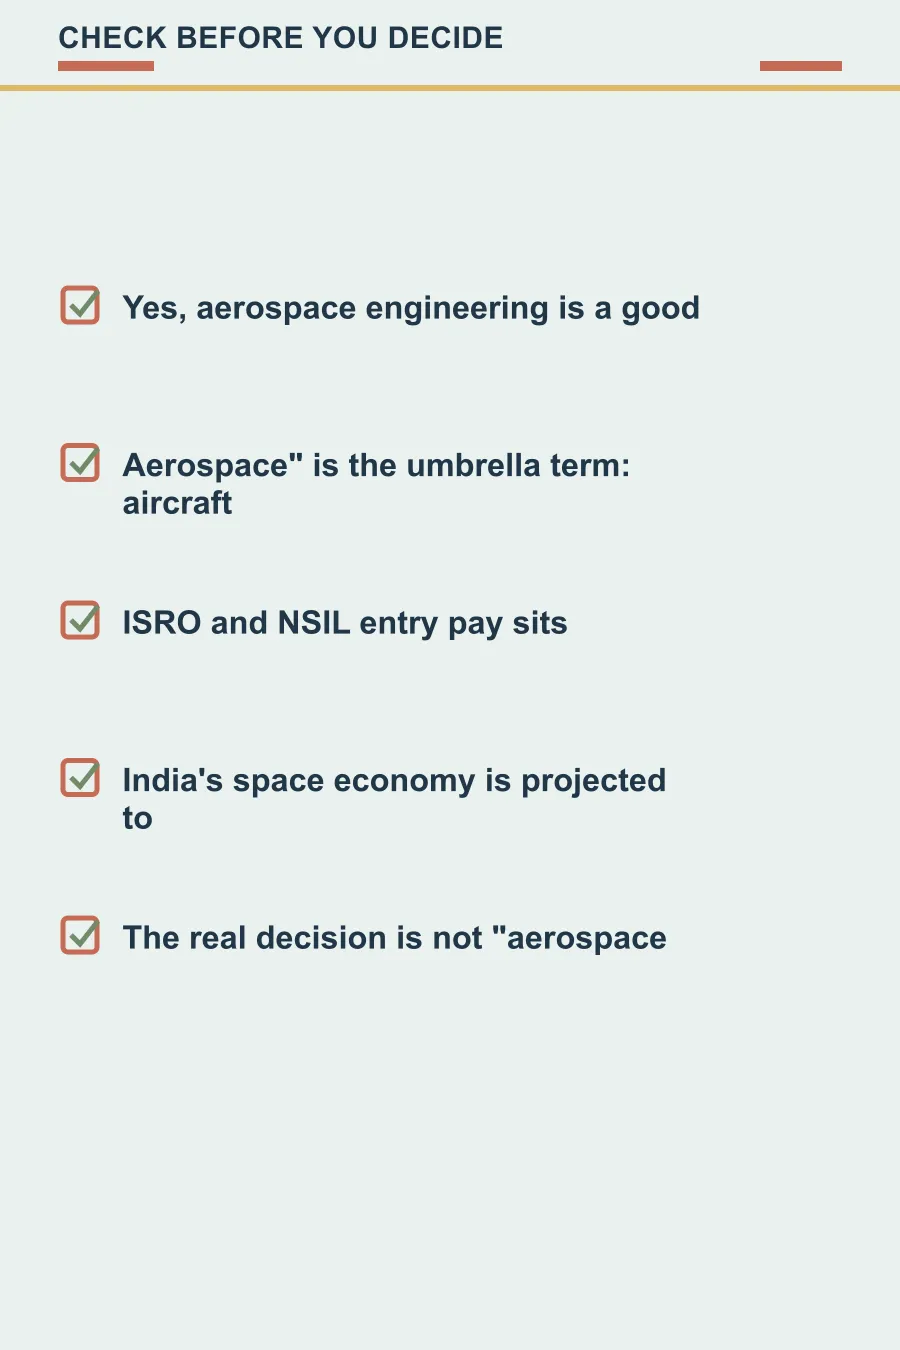 CHECK BEFORE YOU DECIDE
Yes, aerospace engineering is a good
Aerospace" is the umbrella term:
aircraft
ISRO and NSIL entry pay sits
India's space economy is projected
to
The real decision is not "aerospace